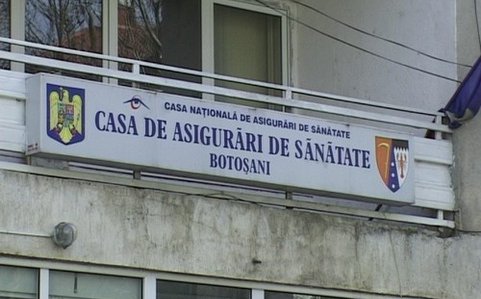 CASA NAȚIONALĂ DE ASIGURĂRI DE SĂNĂTATE
CASA DE ASIGURĂRI DE SĂNĂTATE
BOTOȘANI